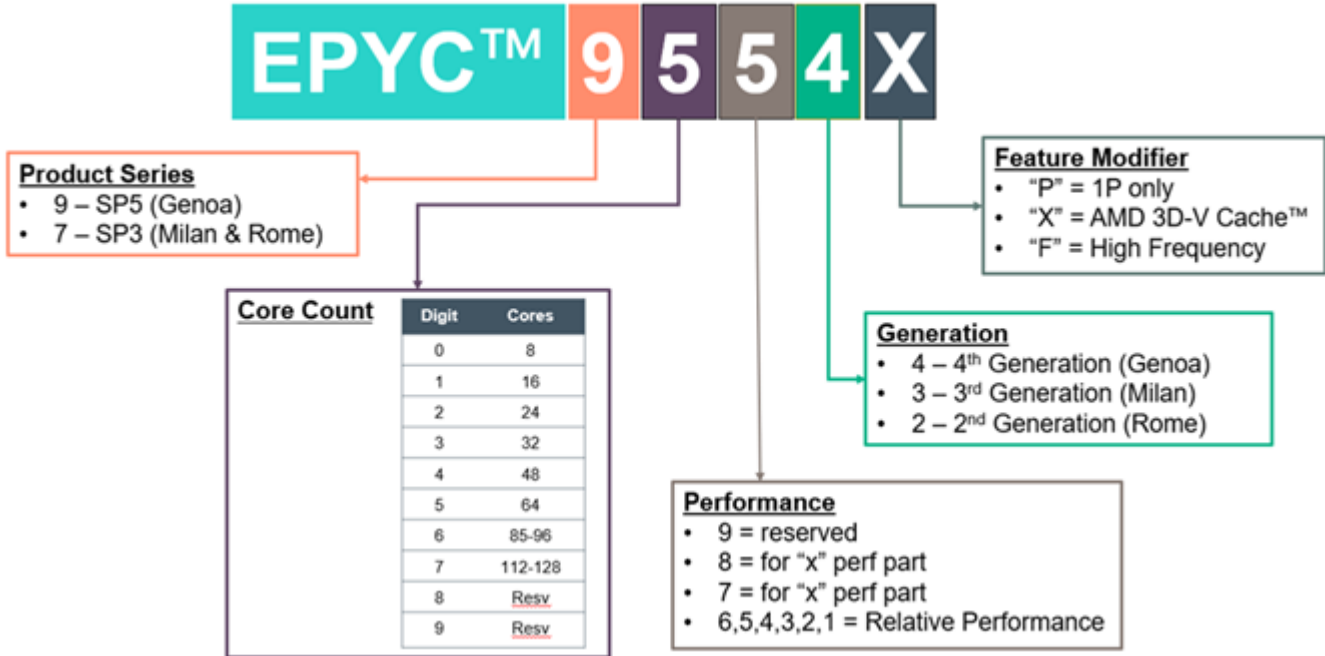 EPYC™ 9 5 5 4 X
Product Series
• 9 – SP5 (Genoa)
• 7 – SP3 (Milan & Rome)
Feature Modifier
• “P” = 1P only
• “X” = AMD 3D-V Cache™
• “F” = High Frequency
Core Count
Digit Cores
0 8
1 16
2 24
3 32
4 48
5 64
6 85-96
7 112-128
8 Resv
9 Resv
Generation
• 4 – 4th Generation (Genoa)
• 3 – 3rd Generation (Milan)
• 2 – 2nd Generation (Rome)
Performance
• 9 = reserved
• 8 = for “x” perf part
• 7 = for “x” perf part
• 6,5,4,3,2,1 = Relative Performance